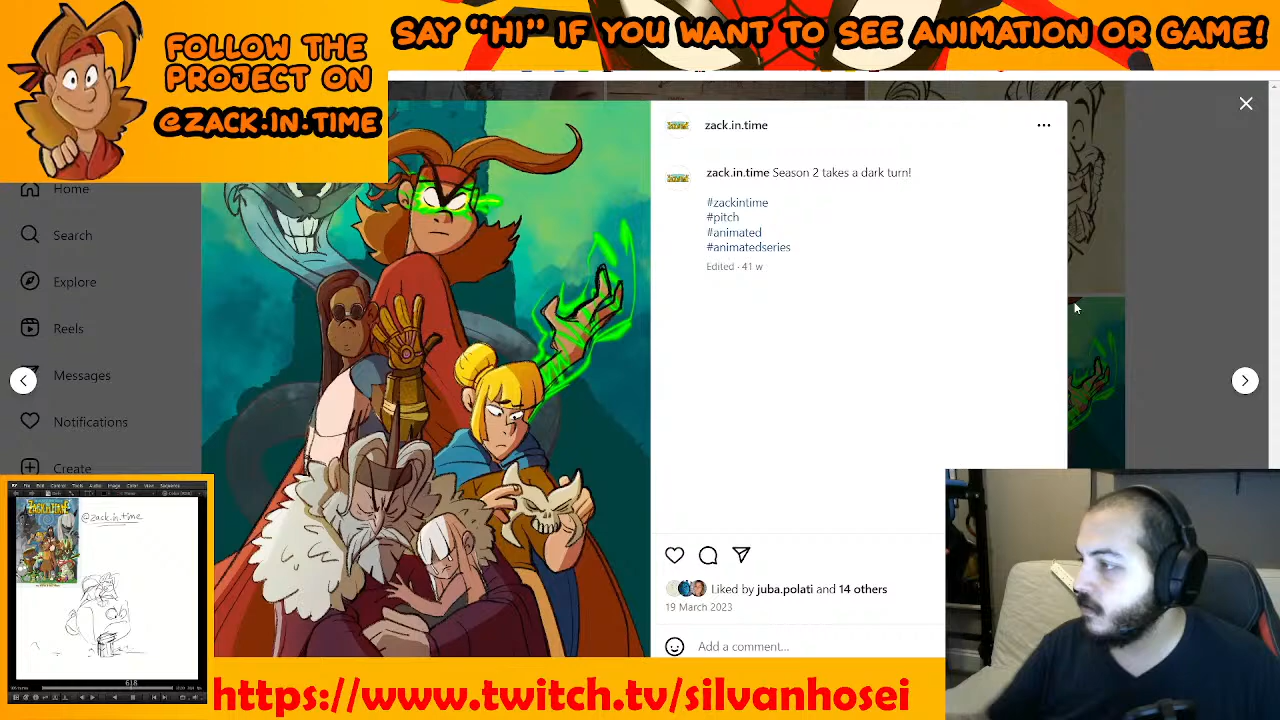 FOLLOW THE
PROJECT ON
@ZACK.IN.TIME
SAY "HI" IF YOU WANT TO SEE ANIMATION OR GAME!
Home
Search
Explore
Reels
Messages
Notifications
Create
zack.in.time
zack.in.time Season 2 takes a dark turn!
#zackintime
#pitch
#animated
#animatedseries
Edited · 41 w
Liked by juba.polati and 14 others
19 March 2023
Add a comment...
@zack.in.time
618
https://www.twitch.tv/silvanhosei